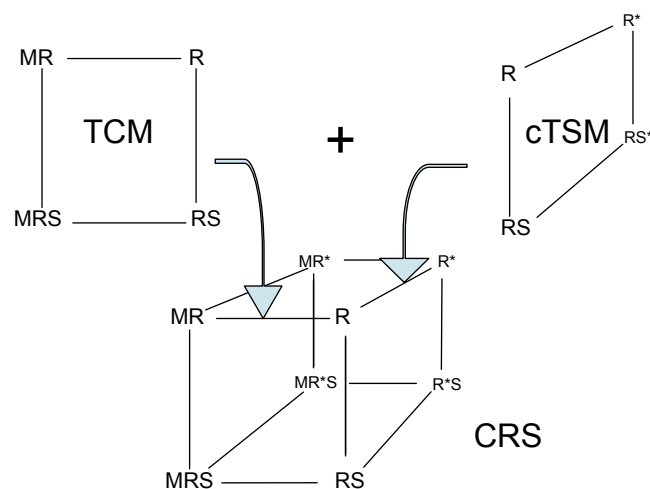 R*
MR R
R
TCM + cTSM
RS*
MRS RS
RS
MR* R*
MR R
MR*S R*S
CRS
MRS RS